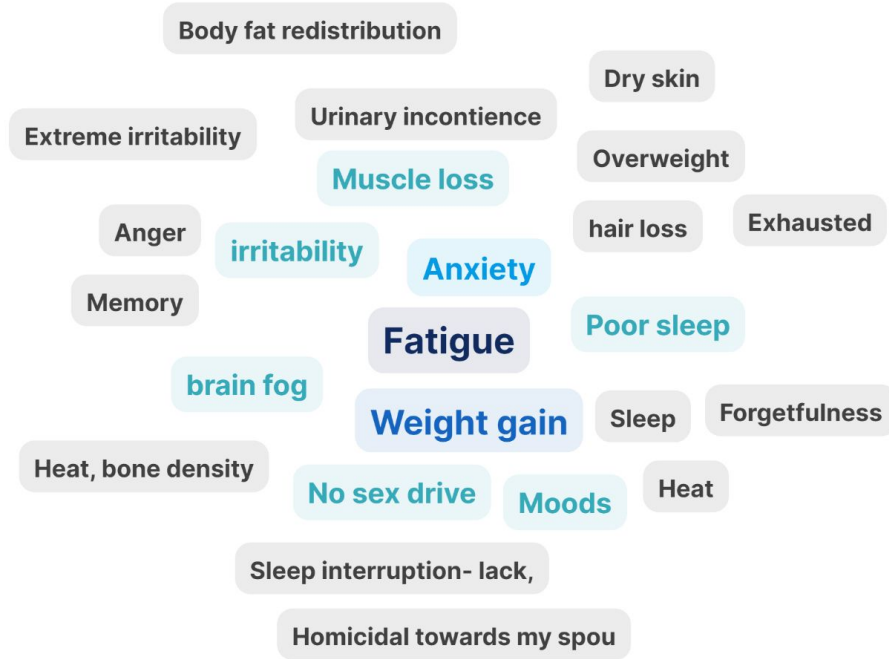 Body fat redistribution
Dry skin
Urinary incontience
Extreme irritability
Overweight
Muscle loss
hair loss
Exhausted
Anger
irritability
Anxiety
Memory
Poor sleep
Fatigue
brain fog
Weight gain
Sleep
Forgetfulness
Heat, bone density
No sex drive
Moods
Heat
Sleep interruption- lack,
Homicidal towards my spou